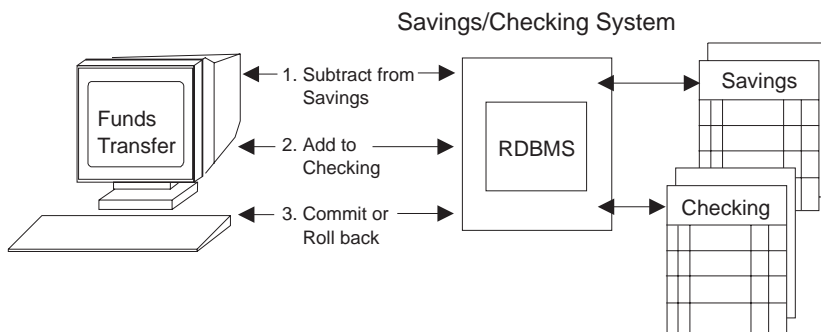 Savings/Checking System
Funds
Transfer
1. Subtract from
Savings
2. Add to
Checking
3. Commit or
Roll back
RDBMS
Savings
Checking